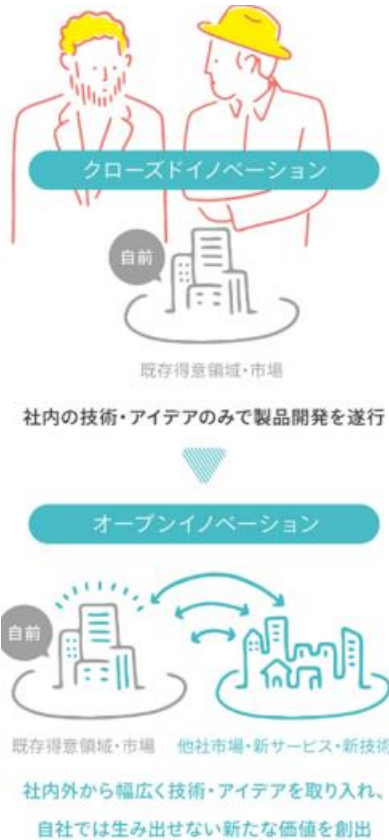 クローズドイノベーション
自前
既存得意領域・市場
社内の技術・アイデアのみで製品開発を遂行
オープンイノベーション
自前
既存得意領域・市場
他社市場・新サービス・新技術
社内外から幅広く技術・アイデアを取り入れ、
自社では生み出せない新たな価値を創出